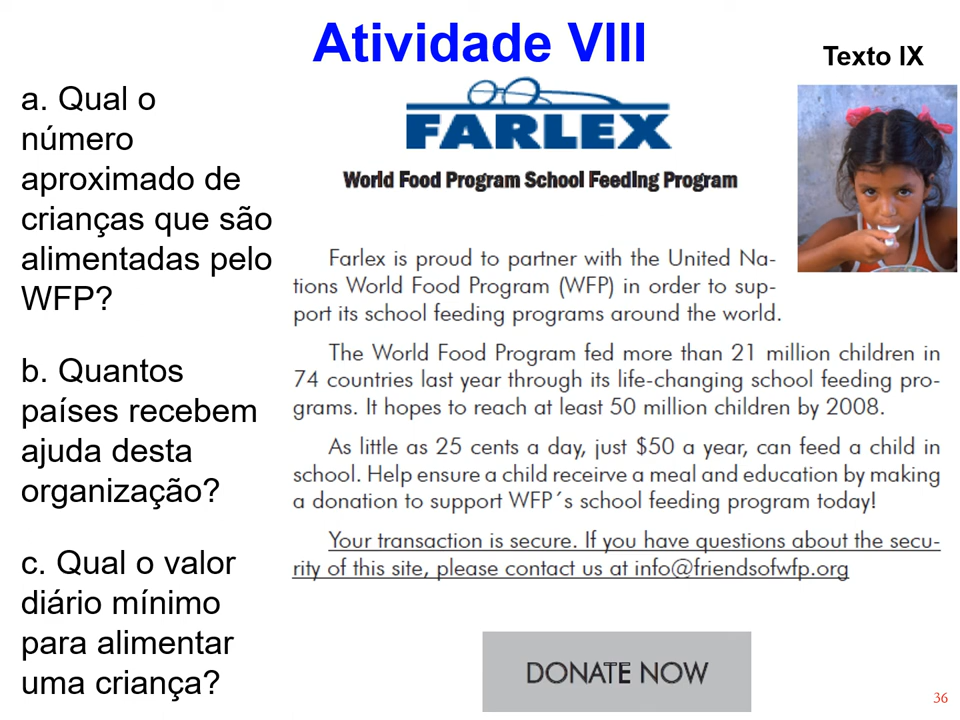 Atividade VIII
Texto IX
a. Qual o
número
aproximado de
crianças que são
alimentadas pelo
WFP?
b. Quantos
países recebem
ajuda desta
organização?
c. Qual o valor
diário mínimo
para alimentar
uma criança?
FARLEX
World Food Program School Feeding Program
Farlex is proud to partner with the United Na-
tions World Food Program (WFP) in order to sup-
port its school feeding programs around the world.
The World Food Program fed more than 21 million children in
74 countries last year through its life-changing school feeding pro-
grams. It hopes to reach at least 50 million children by 2008.
As little as 25 cents a day, just $50 a year, can feed a child in
school. Help ensure a child receirve a meal and education by making
a donation to support WFP´s school feeding program today!
Your transaction is secure. If you have questions about the secu-
rity of this site, please contact us at info@friendsofwfp.org
DONATE NOW
36